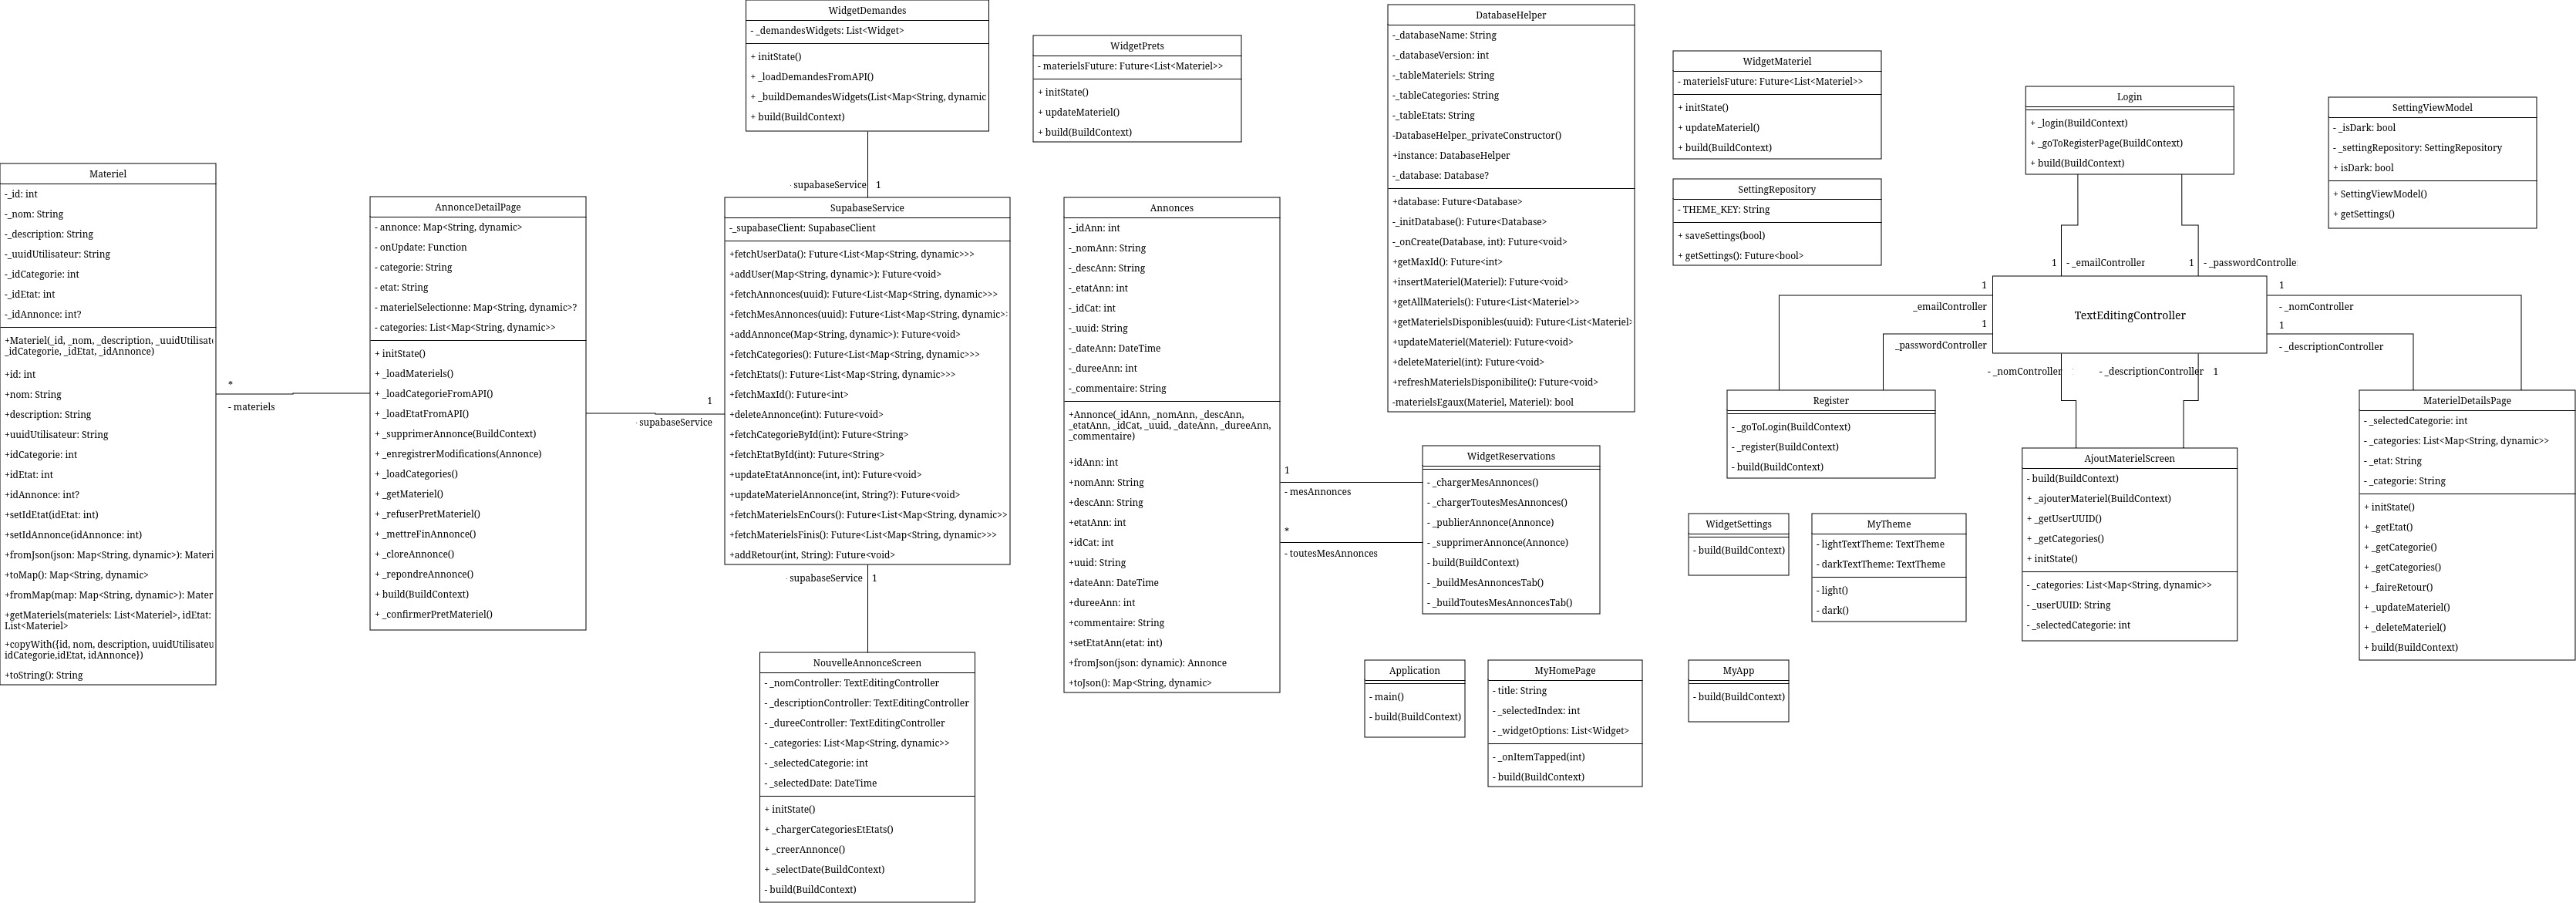 WidgetDemandes
- _demandesWidgets: List<Widget>
+ initState()
+ _loadDemandesFromAPI()
+ _buildDemandesWidgets(List<Map<String, dynamic
+ build(BuildContext)
supabaseService 1
WidgetPrets
- materielsFuture: Future<List<Materiel>>
+ initState()
+ updateMateriel()
+ build(BuildContext)
DatabaseHelper
-_databaseName: String
-_databaseVersion: int
-_tableMateriels: String
-_tableCategories: String
-_tableEtats: String
-DatabaseHelper._privateConstructor()
+instance: DatabaseHelper
-_database: Database?
+database: Future<Database>
-_initDatabase(): Future<Database>
-_onCreate(Database, int): Future<void>
+getMaxId(): Future<int>
+insertMateriel(Materiel): Future<void>
+getAllMateriels(): Future<List<Materiel>>
+getMaterielsDisponibles(uuid): Future<List<Materiel>
+updateMateriel(Materiel): Future<void>
+deleteMateriel(int): Future<void>
+refreshMaterielsDisponibilite(): Future<void>
-materielsEgaux(Materiel, Materiel): bool
WidgetMateriel
- materielsFuture: Future<List<Materiel>>
+ initState()
+ updateMateriel()
+ build(BuildContext)
SettingRepository
- THEME_KEY: String
+ saveSettings(bool)
+ getSettings(): Future<bool>
Login
+ _login(BuildContext)
+ _goToRegisterPage(BuildContext)
+ build(BuildContext)
1 - _emailController
1 - _passwordControlle
SettingViewModel
- _isDark: bool
- _settingRepository: SettingRepository
+ isDark: bool
+ SettingViewModel()
+ getSettings()
Materiel
-_id: int
-_nom: String
-_description: String
-_uuidUtilisateur: String
-_idCategorie: int
-_idEtat: int
-_idAnnonce: int?
+Materiel(_id, _nom, _description, _uuidUtilisate
_idCategorie, _idEtat, _idAnnonce)
+id: int
+nom: String
+description: String
+uuidUtilisateur: String
+idCategorie: int
+idEtat: int
+idAnnonce: int?
+setIdEtat(idEtat: int)
+setIdAnnonce(idAnnonce: int)
+fromJson(json: Map<String, dynamic>): Materi
+toMap(): Map<String, dynamic>
+fromMap(map: Map<String, dynamic>): Mater
+getMateriels(materiels: List<Materiel>, idEtat:
List<Materiel>
+copyWith({id, nom, description, uuidUtilisateu
idCategorie,idEtat, idAnnonce})
+toString(): String
*
- materiels
AnnonceDetailPage
- annonce: Map<String, dynamic>
- onUpdate: Function
- categorie: String
- etat: String
- materielSelectionne: Map<String, dynamic>?
- categories: List<Map<String, dynamic>>
+ initState()
+ _loadMateriels()
+ _loadCategorieFromAPI()
+ _loadEtatFromAPI()
+ _supprimerAnnonce(BuildContext)
+ _enregistrerModifications(Annonce)
+ _loadCategories()
+ _getMateriel()
+ _refuserPretMateriel()
+ _mettreFinAnnonce()
+ _cloreAnnonce()
+ _repondreAnnonce()
+ build(BuildContext)
+ _confirmerPretMateriel()
1
supabaseService
SupabaseService
-_supabaseClient: SupabaseClient
+fetchUserData(): Future<List<Map<String, dynamic>>>
+addUser(Map<String, dynamic>): Future<void>
+fetchAnnonces(uuid): Future<List<Map<String, dynamic>>>
+fetchMesAnnonces(uuid): Future<List<Map<String, dynamic>
+addAnnonce(Map<String, dynamic>): Future<void>
+fetchCategories(): Future<List<Map<String, dynamic>>>
+fetchEtats(): Future<List<Map<String, dynamic>>>
+fetchMaxId(): Future<int>
+deleteAnnonce(int): Future<void>
+fetchCategorieById(int): Future<String>
+fetchEtatById(int): Future<String>
+updateEtatAnnonce(int, int): Future<void>
+updateMaterielAnnonce(int, String?): Future<void>
+fetchMaterielsEnCours(): Future<List<Map<String, dynamic>>
+fetchMaterielsFinis(): Future<List<Map<String, dynamic>>>
+addRetour(int, String): Future<void>
supabaseService 1
NouvelleAnnonceScreen
- _nomController: TextEditingController
- _descriptionController: TextEditingController
- _dureeController: TextEditingController
- _categories: List<Map<String, dynamic>>
- _selectedCategorie: int
- _selectedDate: DateTime
+ initState()
+ _chargerCategoriesEtEtats()
+ _creerAnnonce()
+ _selectDate(BuildContext)
- build(BuildContext)
Annonces
-_idAnn: int
-_nomAnn: String
-_descAnn: String
-_etatAnn: int
-_idCat: int
-_uuid: String
-_dateAnn: DateTime
-_dureeAnn: int
-_commentaire: String
+Annonce(_idAnn, _nomAnn, _descAnn,
_etatAnn, _idCat, _uuid, _dateAnn, _dureeAnn,
_commentaire)
+idAnn: int
+nomAnn: String
+descAnn: String
+etatAnn: int
+idCat: int
+uuid: String
+dateAnn: DateTime
+dureeAnn: int
+commentaire: String
+setEtatAnn(etat: int)
+fromJson(json: dynamic): Annonce
+toJson(): Map<String, dynamic>
1
- mesAnnonces
*
- toutesMesAnnonces
WidgetReservations
- _chargerMesAnnonces()
- _chargerToutesMesAnnonces()
- _publierAnnonce(Annonce)
- _supprimerAnnonce(Annonce)
- build(BuildContext)
- _buildMesAnnoncesTab()
- _buildToutesMesAnnoncesTab()
TextEditingController
1
_emailController
1
_passwordController
1
- _nomController
1
- _descriptionController
- _nomController
- _descriptionController 1
Register
- _goToLogin(BuildContext)
- _register(BuildContext)
- build(BuildContext)
AjoutMaterielScreen
- build(BuildContext)
+ _ajouterMateriel(BuildContext)
+ _getUserUUID()
+ _getCategories()
+ initState()
- _categories: List<Map<String, dynamic>>
- _userUUID: String
- _selectedCategorie: int
MaterielDetailsPage
- _selectedCategorie: int
- _categories: List<Map<String, dynamic>>
- _etat: String
- _categorie: String
+ initState()
+ _getEtat()
+ _getCategorie()
+ _getCategories()
+ _faireRetour()
+ _updateMateriel()
+ _deleteMateriel()
+ build(BuildContext)
WidgetSettings
- build(BuildContext)
MyTheme
- lightTextTheme: TextTheme
- darkTextTheme: TextTheme
- light()
- dark()
Application
- main()
- build(BuildContext)
MyHomePage
- title: String
- _selectedIndex: int
- _widgetOptions: List<Widget>
- _onItemTapped(int)
- build(BuildContext)
MyApp
- build(BuildContext)